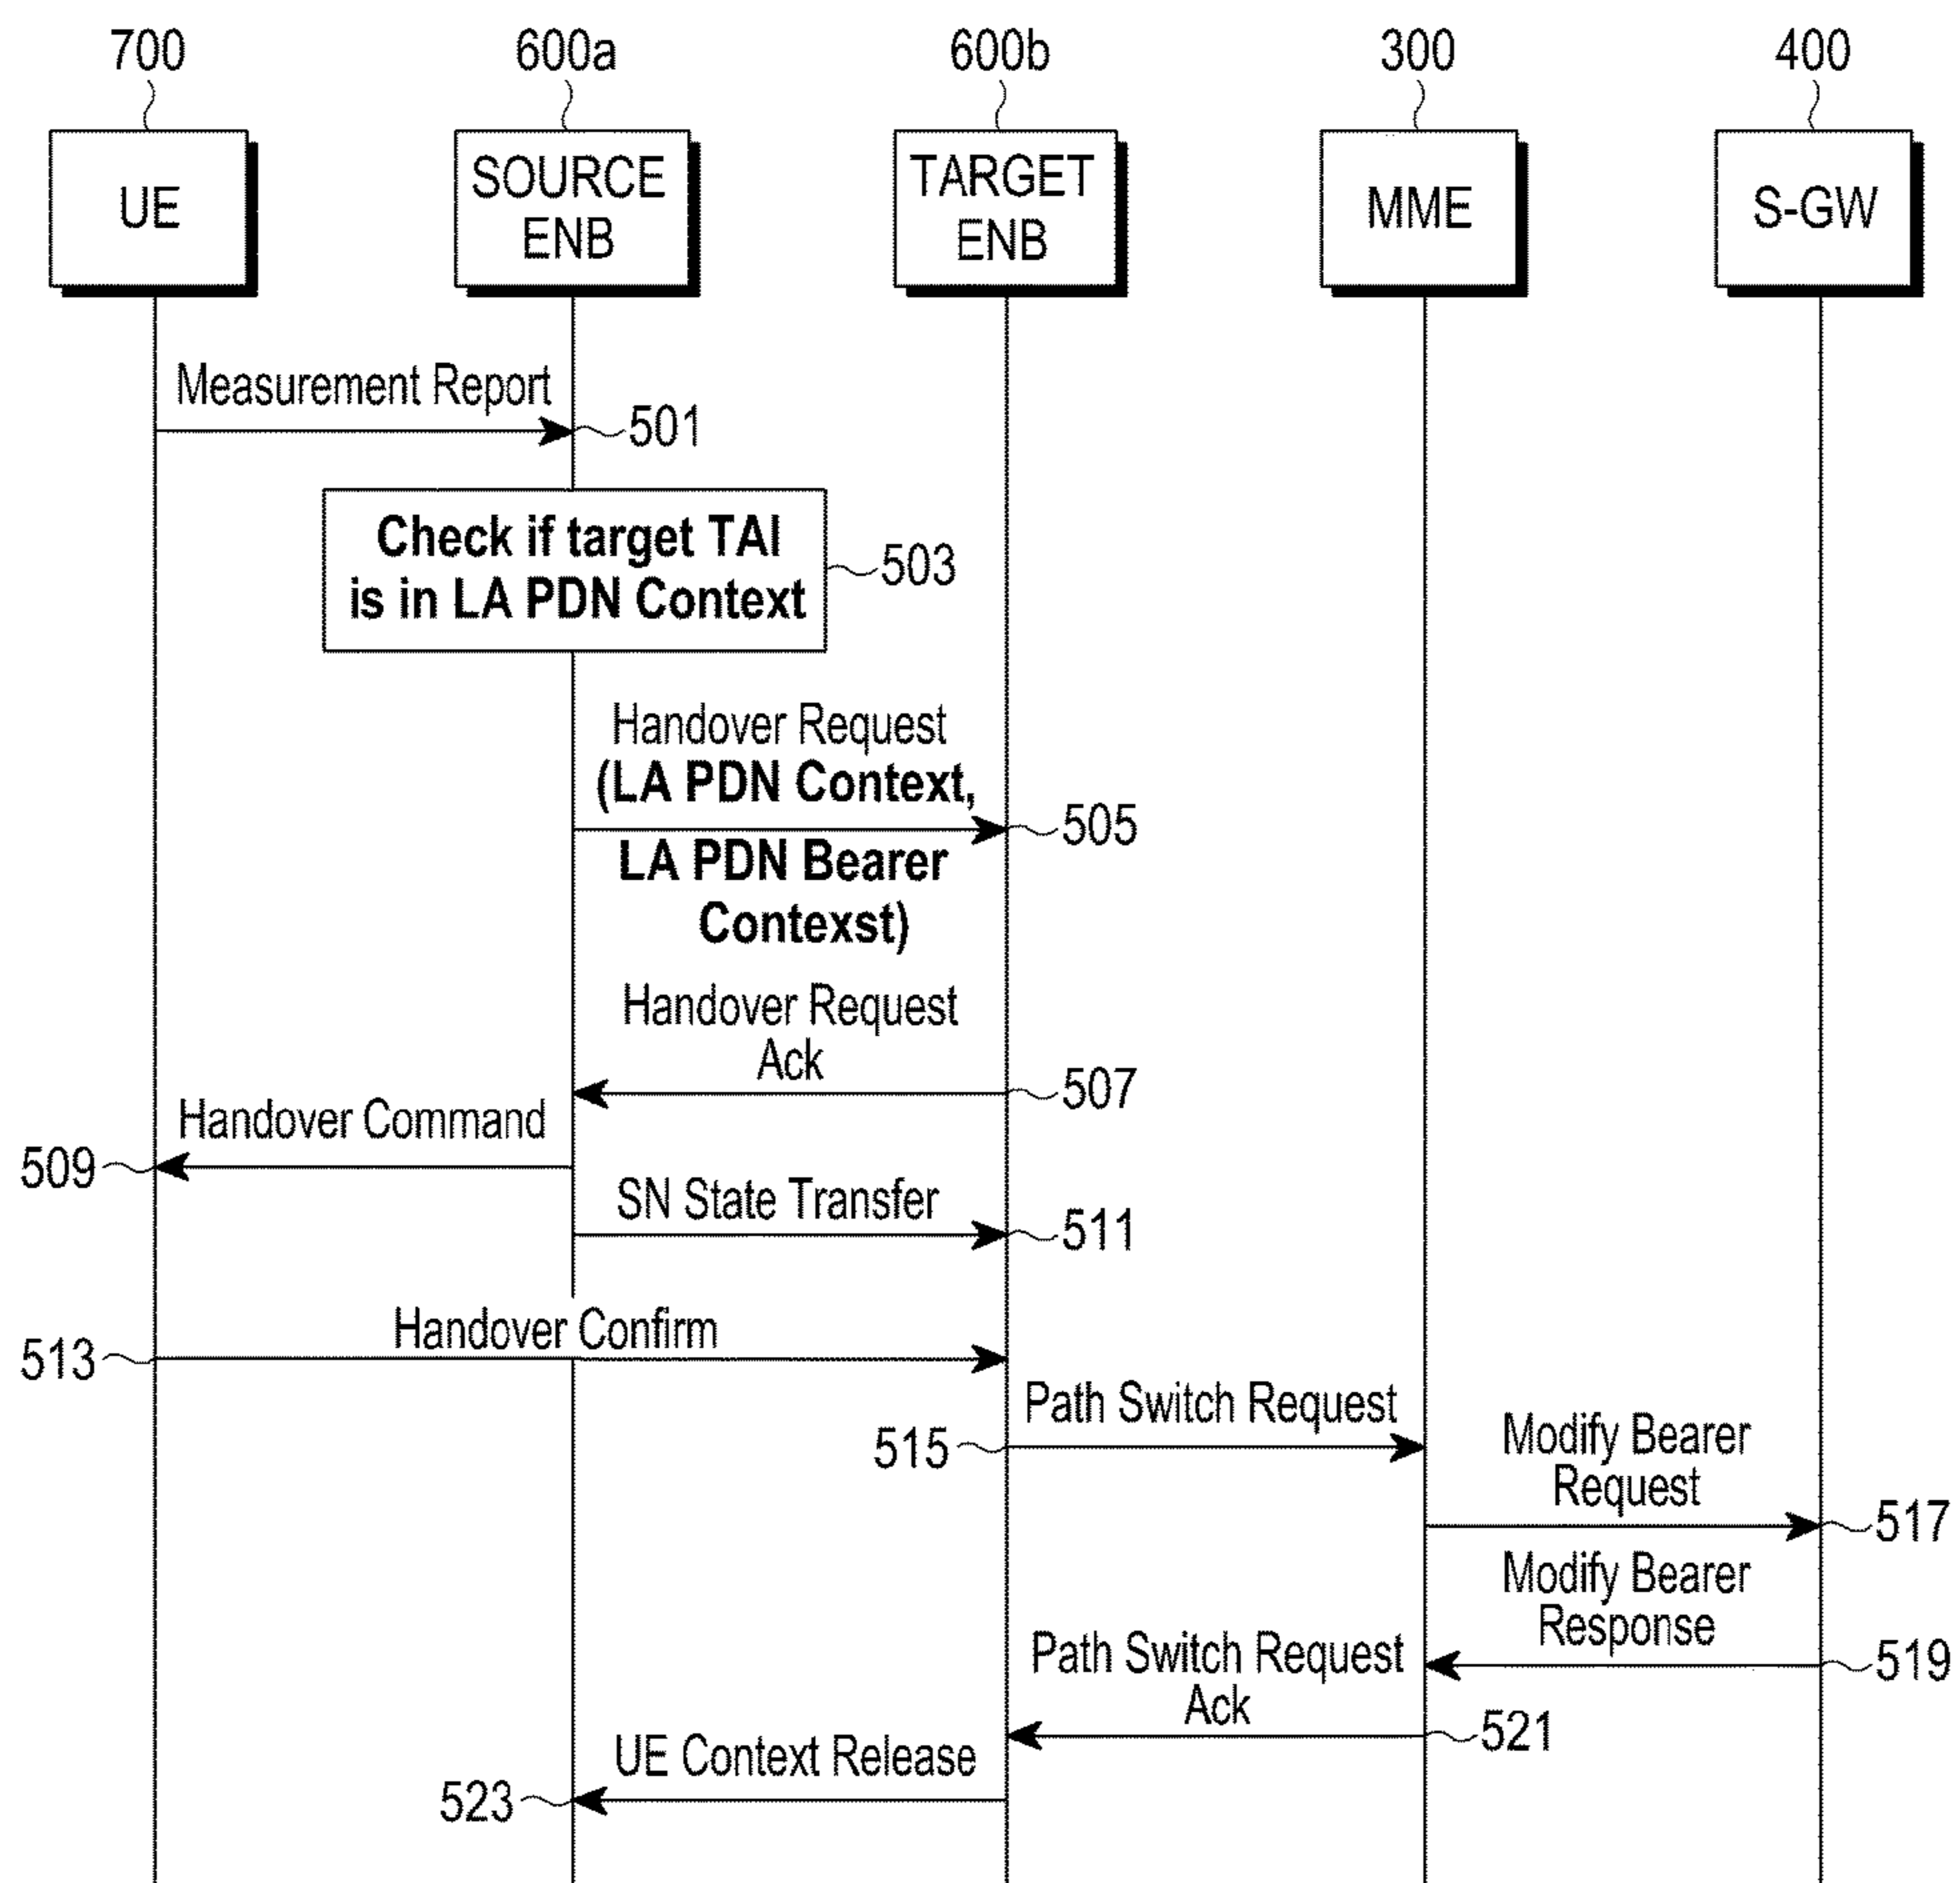 700
600a
600b
300
400
UE
SOURCE
ENB
TARGET
ENB
MME
S-GW
Measurement Report
501
Check if target TAI
is in LA PDN Context
503
Handover Request
(LA PDN Context,
505
LA PDN Bearer
Contexst)
Handover Request
Ack
507
Handover Command
509
SN State Transfer
511
Handover Confirm
513
Path Switch Request
515
Modify Bearer
Request
517
Modify Bearer
Response
519
Path Switch Request
Ack
521
UE Context Release
523